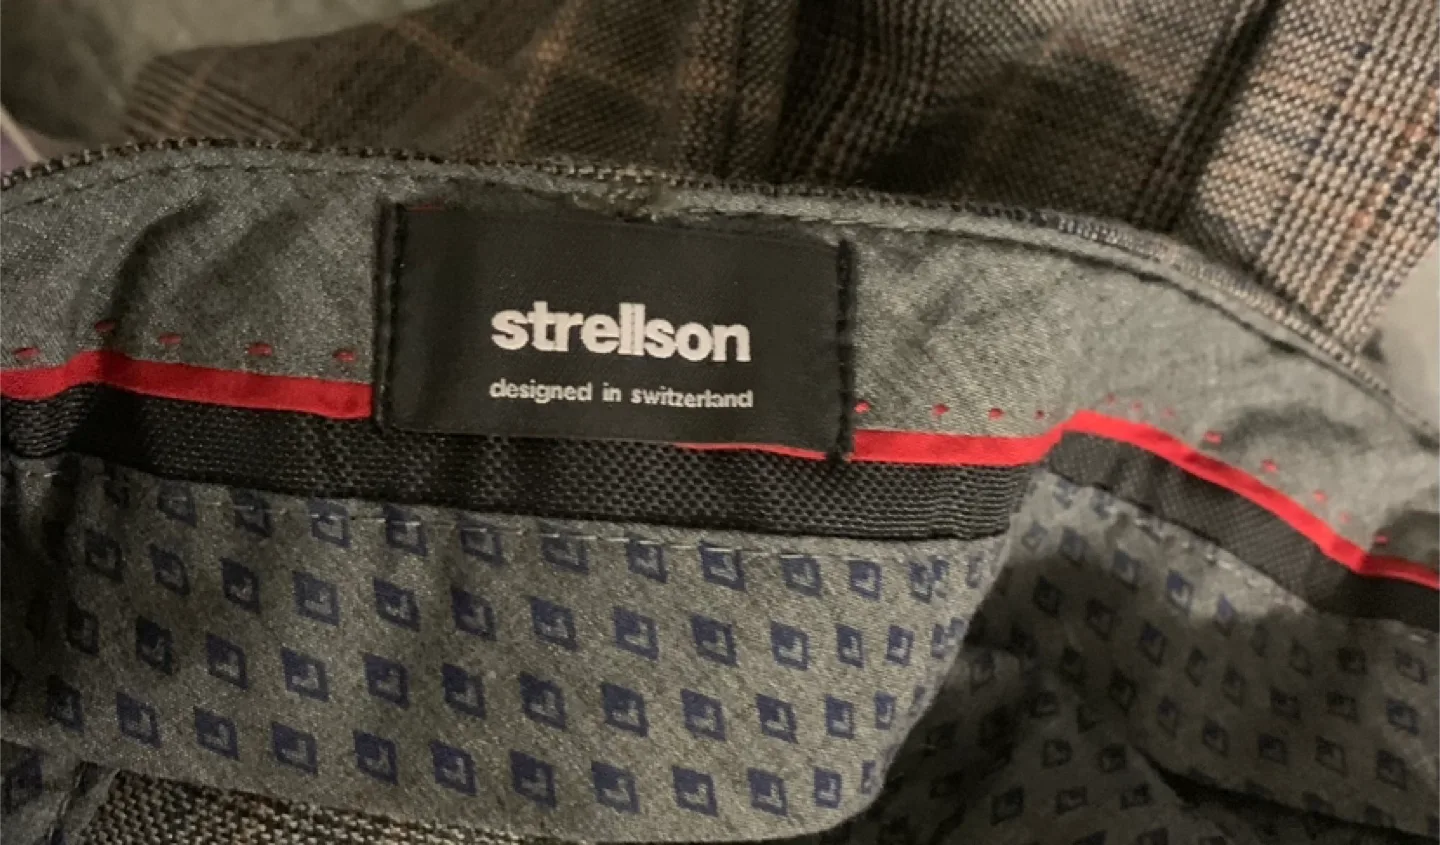 strellson
designed in switzerland